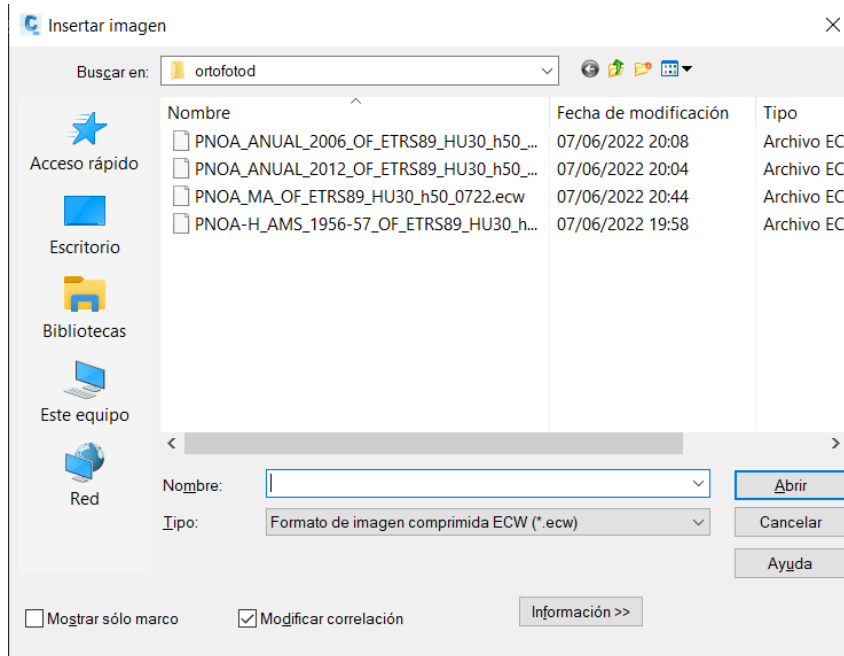 Insertar imagen
Buscar en: ortofotod
Nombre Fecha de modificación Tipo
PNOA_ANUAL_2006_OF_ETRS89_HU30_h50_... 07/06/2022 20:08 Archivo EC
PNOA_ANUAL_2012_OF_ETRS89_HU30_h50_... 07/06/2022 20:04 Archivo EC
PNOA_MA_OF_ETRS89_HU30_h50_0722.ecw 07/06/2022 20:44 Archivo EC
PNOA-H_AMS_1956-57_OF_ETRS89_HU30_h... 07/06/2022 19:58 Archivo EC
Acceso rápido
Escritorio
Bibliotecas
Este equipo
Red
Nombre: Abrir
Tipo: Formato de imagen comprimida ECW (*.ecw) Cancelar
Ayuda
Mostrar sólo marco Modificar correlación Información >>